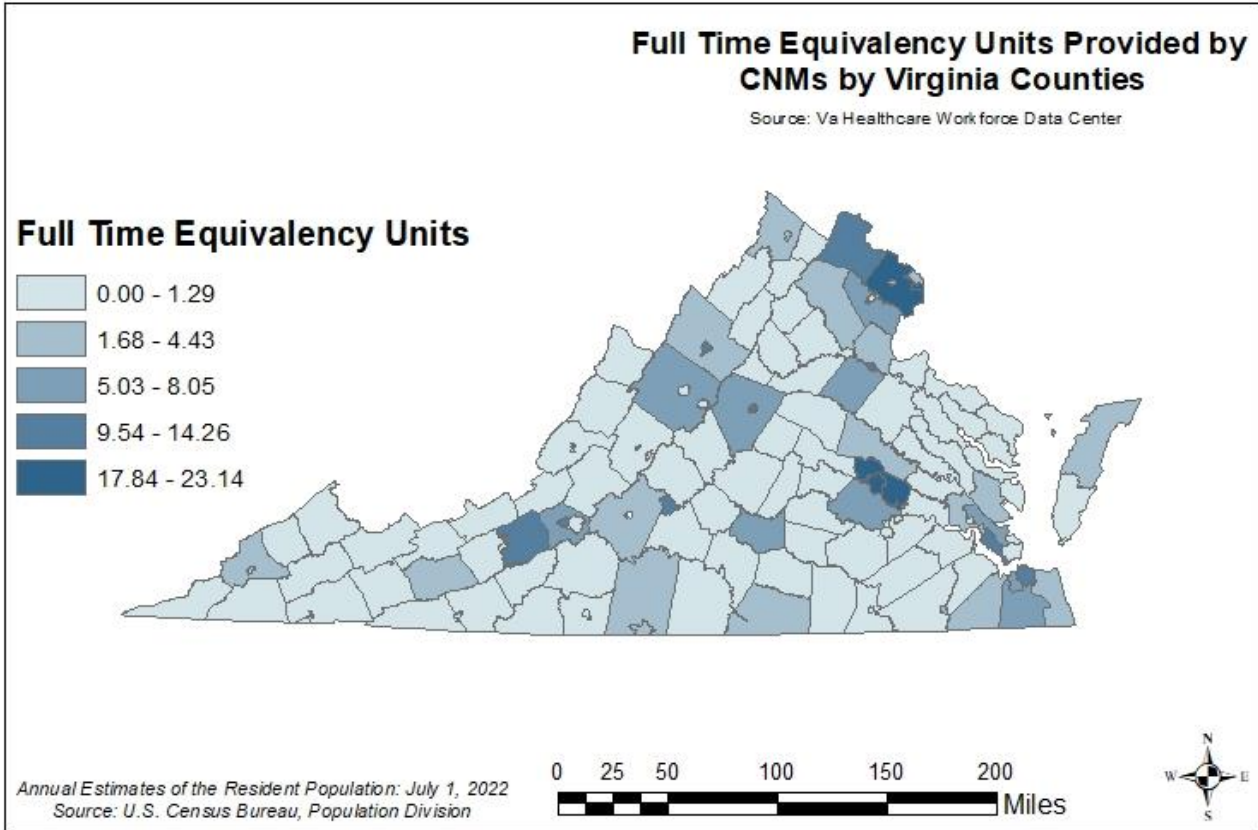 Full Time Equivalency Units Provided by
CNMs by Virginia Counties
Source: Va Healthcare Workforce Data Center
Full Time Equivalency Units
0.00 - 1.29
1.68 - 4.43
5.03 - 8.05
9.54 - 14.26
17.84 - 23.14
Annual Estimates of the Resident Population: July 1, 2022
Source: U.S. Census Bureau, Population Division
0 25 50 100 150 200
Miles
N
W E
S